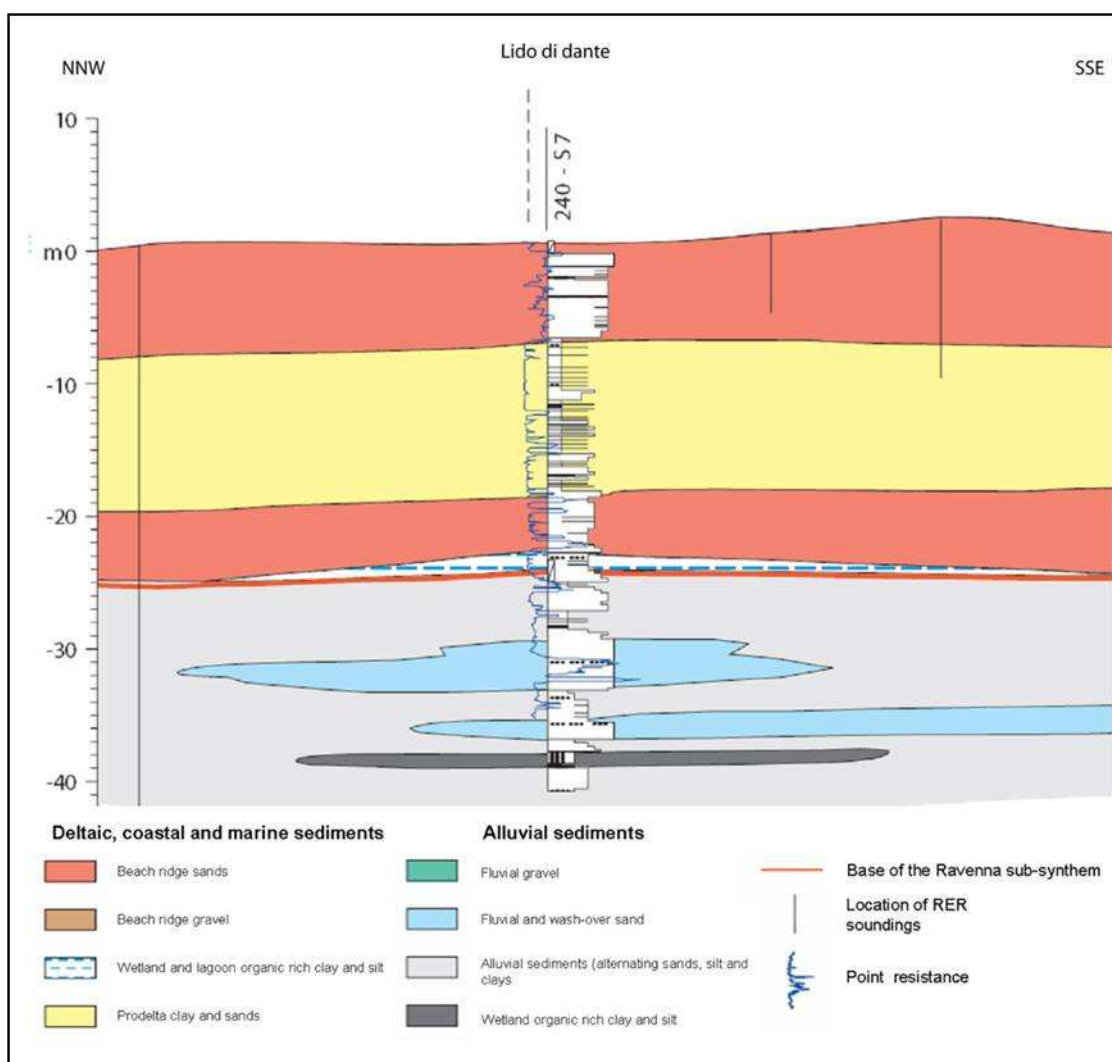 Lido di dante
NNW
SSE
10
240 - S 7
m0
-10
-20
-30
-40
Deltaic, coastal and marine sediments
Beach ridge sands
Beach ridge gravel
Wetland and lagoon organic rich clay and silt
Prodelta clay and sands
Alluvial sediments
Fluvial gravel
Fluvial and wash-over sand
Alluvial sediments (alternating sands, silt and
clays
Wetland organic rich clay and silt
Base of the Ravenna sub-synthem
Location of RER
soundings
Point resistance